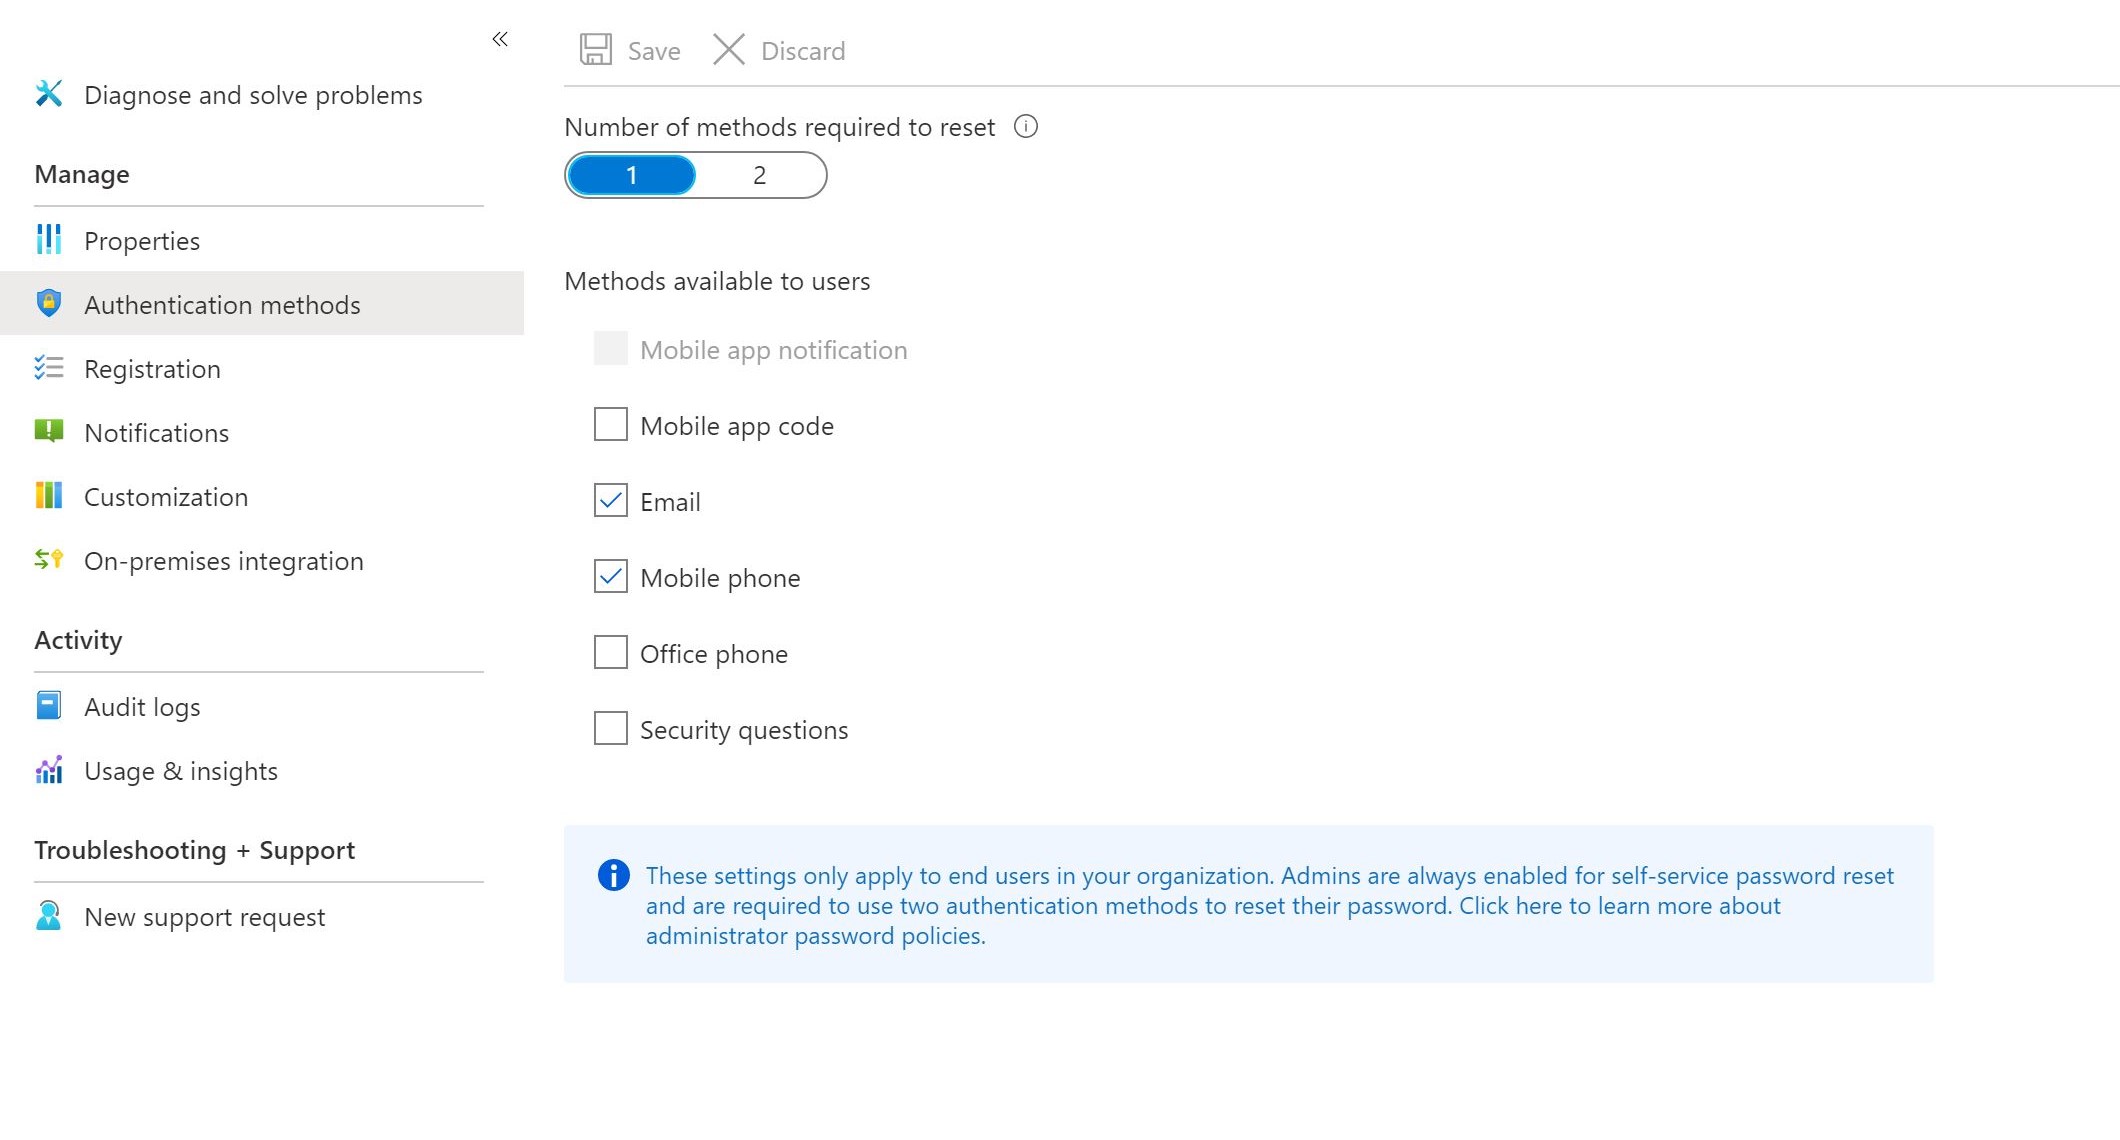 Diagnose and solve problems
Manage
Properties
Authentication methods
Registration
Notifications
Customization
On-premises integration
Activity
Audit logs
Usage & insights
Troubleshooting + Support
New support request
Save Discard
Number of methods required to reset
1 2
Methods available to users
Mobile app notification
Mobile app code
Email
Mobile phone
Office phone
Security questions
These settings only apply to end users in your organization. Admins are always enabled for self-service password reset
and are required to use two authentication methods to reset their password. Click here to learn more about
administrator password policies.